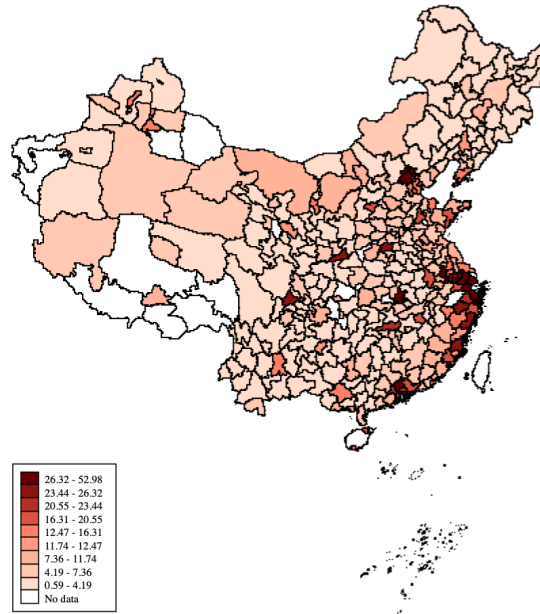 26.32 - 52.98
23.44 - 26.32
20.55 - 23.44
16.31 - 20.55
12.47 - 16.31
11.74 - 12.47
7.36 - 11.74
4.19 - 7.36
0.59 - 4.19
No data